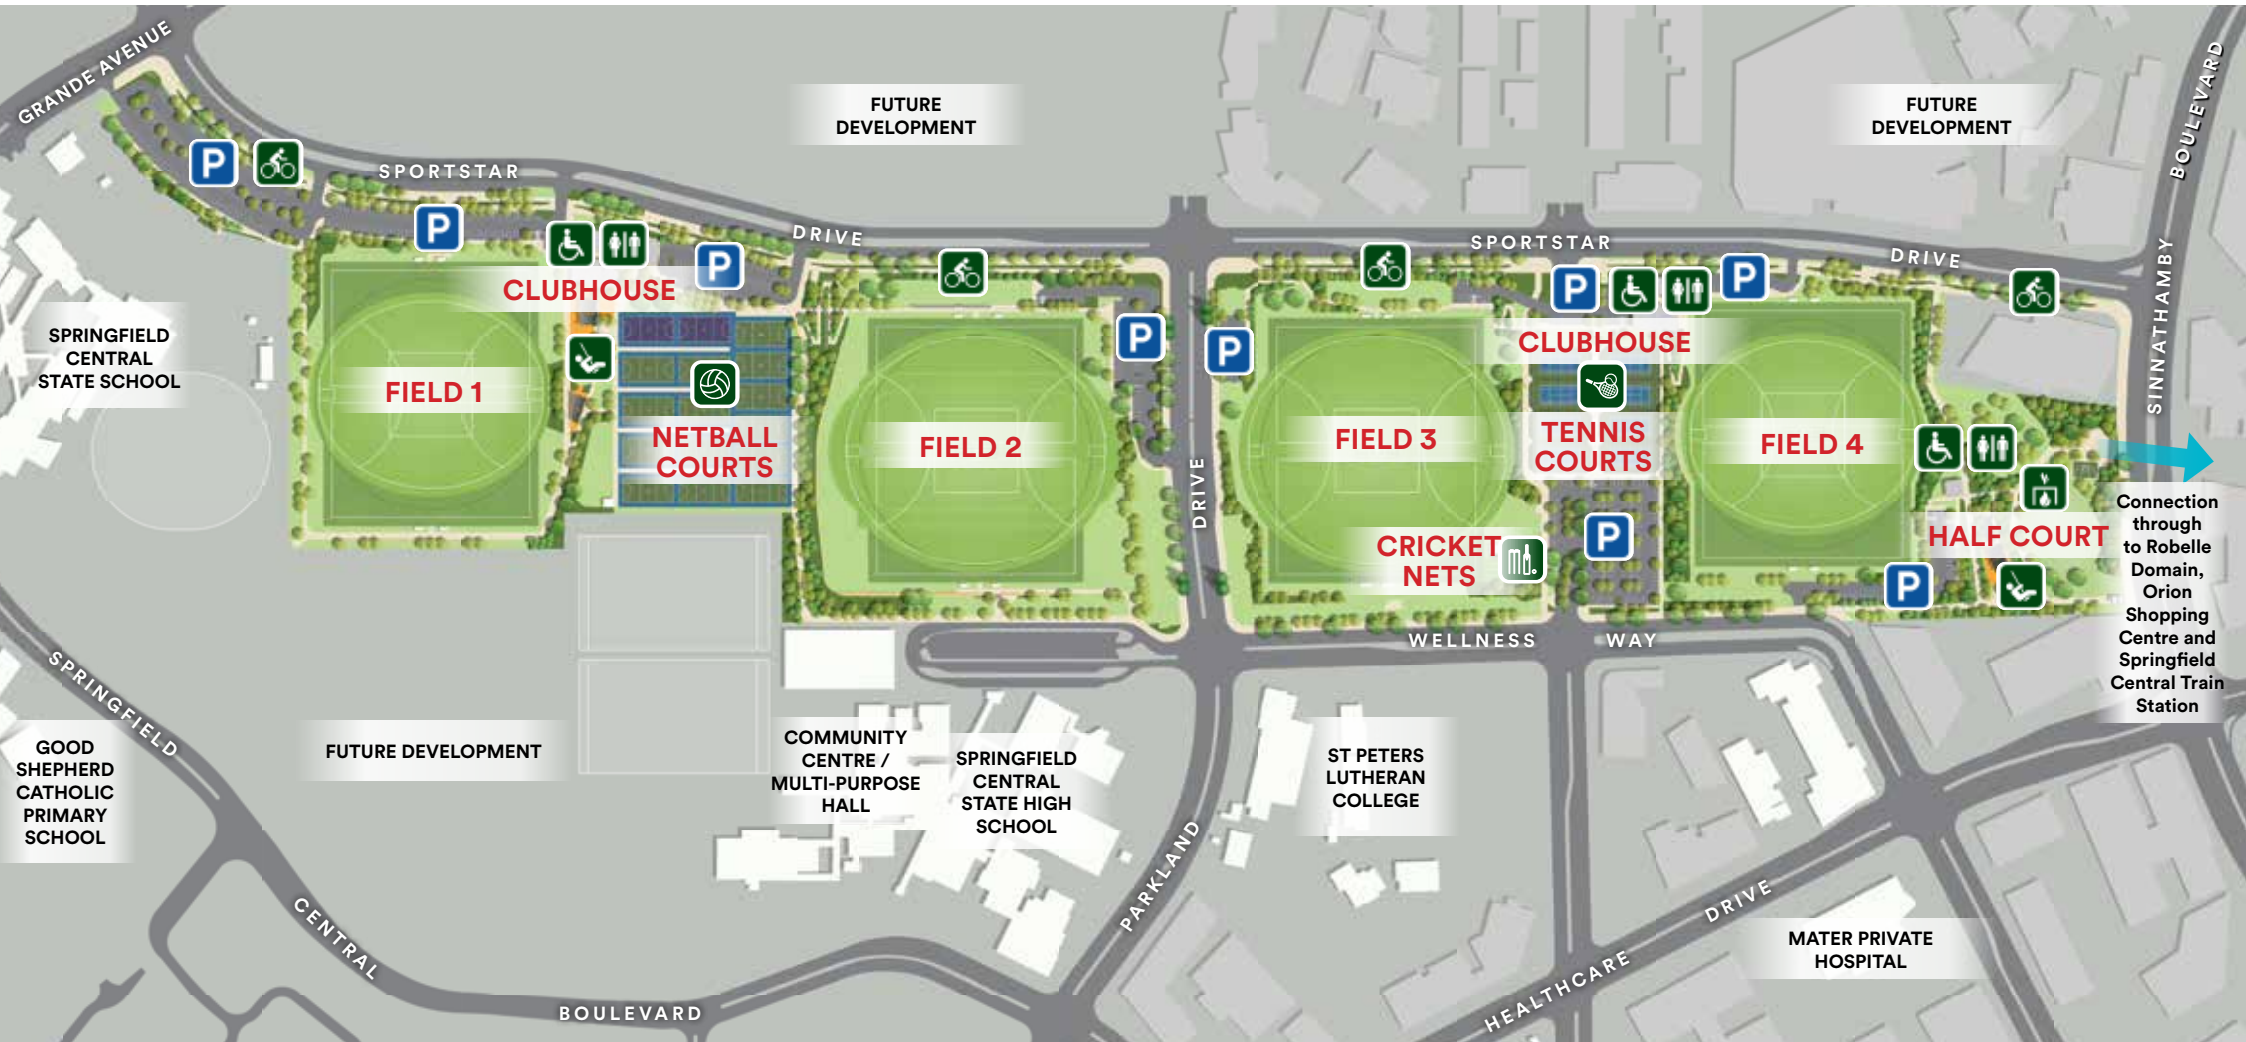 GRANDE AVENUE
FUTURE
DEVELOPMENT
FUTURE
DEVELOPMENT
SINNATHAMBY BOULEVARD
P
SPORTSTAR
DRIVE
P
P
SPORTSTAR
DRIVE
P
P
CLUBHOUSE
P
P
CLUBHOUSE
SPRINGFIELD
CENTRAL
STATE SCHOOL
FIELD 1
NETBALL
COURTS
FIELD 2
FIELD 3
TENNIS
COURTS
FIELD 4
PARKLAND DRIVE
CRICKET
NETS
P
HALF COURT
P
Connection
through
to Robelle
Domain,
Orion
Shopping
Centre and
Springfield
Central Train
Station
WELLNESS WAY
SPRINGFIELD
CENTRAL
BOULEVARD
GOOD
SHEPHERD
CATHOLIC
PRIMARY
SCHOOL
FUTURE DEVELOPMENT
COMMUNITY
CENTRE /
MULTI-PURPOSE
HALL
SPRINGFIELD
CENTRAL
STATE HIGH
SCHOOL
ST PETERS
LUTHERAN
COLLEGE
HEALTHCARE DRIVE
MATER PRIVATE
HOSPITAL